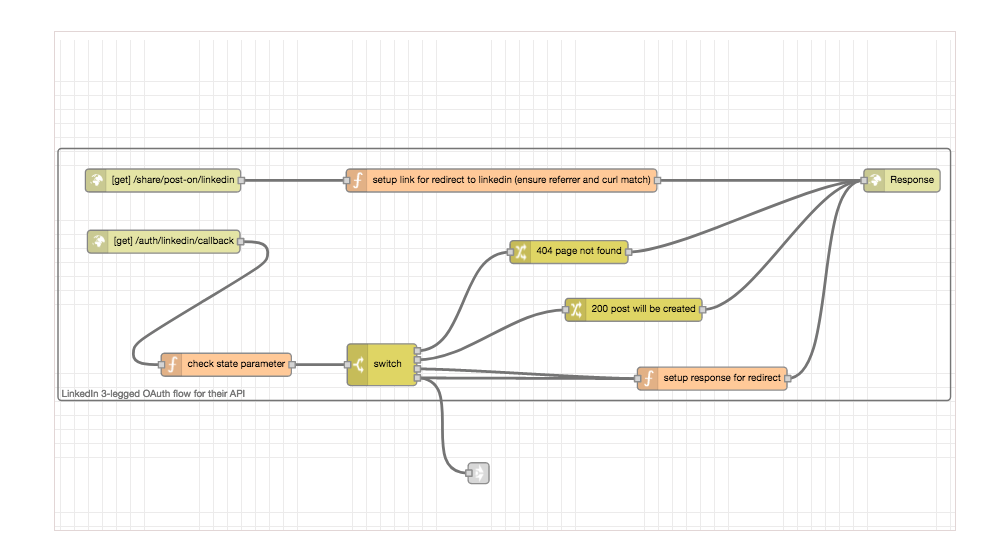 [get] /share/post-on/linkedin
setup link for redirect to linkedin (ensure referrer and curl match)
Response
[get] /auth/linkedin/callback
404 page not found
200 post will be created
check state parameter
switch
setup response for redirect
LinkedIn 3-legged OAuth flow for their API